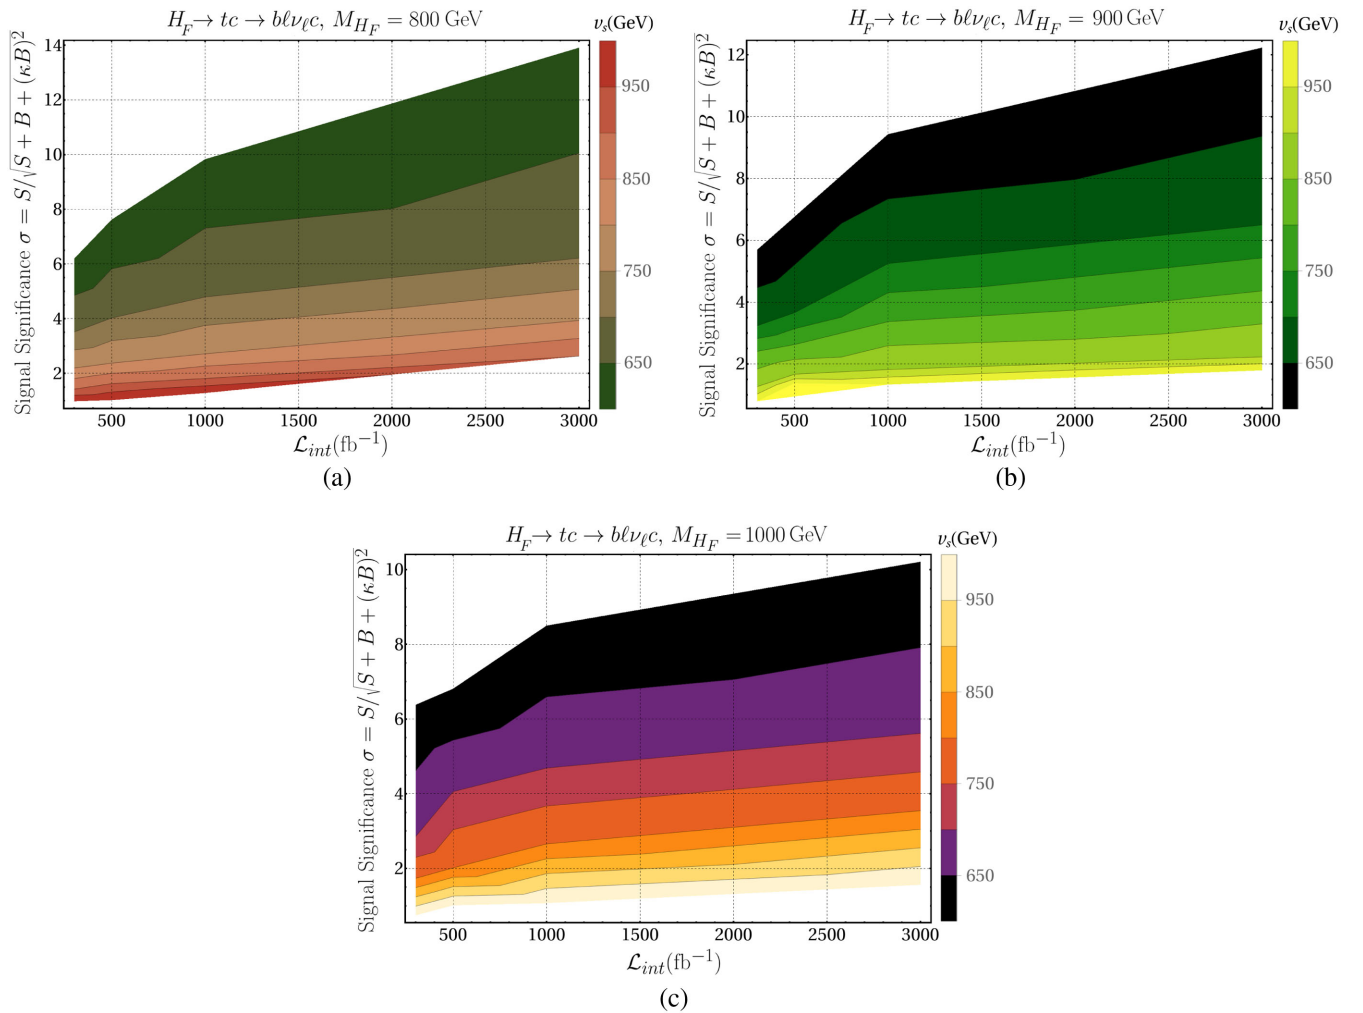 H_F → tc → bℓν_ℓc, M_{H_F} = 800 GeV
ν_s(GeV)
Signal Significance σ = S/√(S + B + (κB)²)
14
12
10
8
6
4
2
950
850
750
650
500 1000 1500 2000 2500 3000
ℒ_int(fb⁻¹)
(a)
H_F → tc → bℓν_ℓc, M_{H_F} = 900 GeV
ν_s(GeV)
Signal Significance σ = S/√(S + B + (κB)²)
12
10
8
6
4
2
950
850
750
650
500 1000 1500 2000 2500 3000
ℒ_int(fb⁻¹)
(b)
H_F → tc → bℓν_ℓc, M_{H_F} = 1000 GeV
ν_s(GeV)
Signal Significance σ = S/√(S + B + (κB)²)
10
8
6
4
2
950
850
750
650
500 1000 1500 2000 2500 3000
ℒ_int(fb⁻¹)
(c)